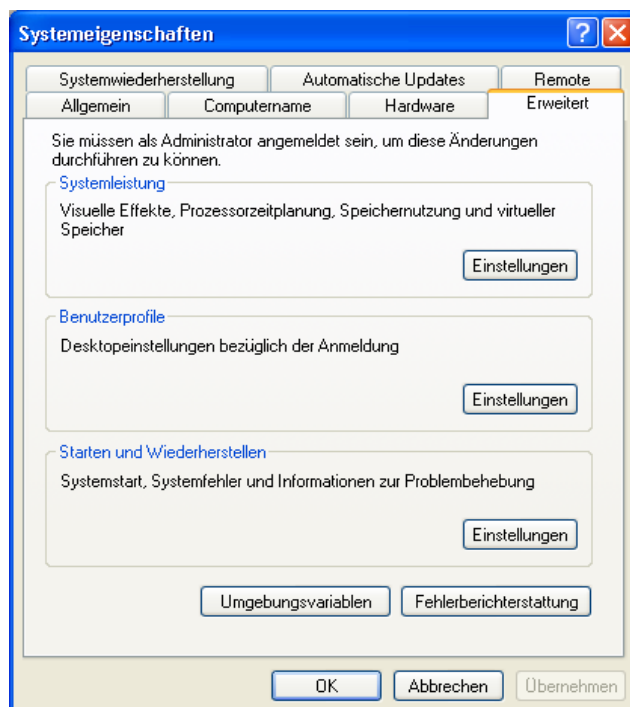 Systemeigenschaften
Systemwiederherstellung Automatische Updates Remote
Allgemein Computername Hardware Erweitert
Sie müssen als Administrator angemeldet sein, um diese Änderungen
durchführen zu können.
Systemleistung
Visuelle Effekte, Prozessorzeitplanung, Speichernutzung und virtueller
Speicher
Einstellungen
Benutzerprofile
Desktopeinstellungen bezüglich der Anmeldung
Einstellungen
Starten und Wiederherstellen
Systemstart, Systemfehler und Informationen zur Problembehebung
Einstellungen
Umgebungsvariablen Fehlerberichterstattung
OK Abbrechen Übernehmen